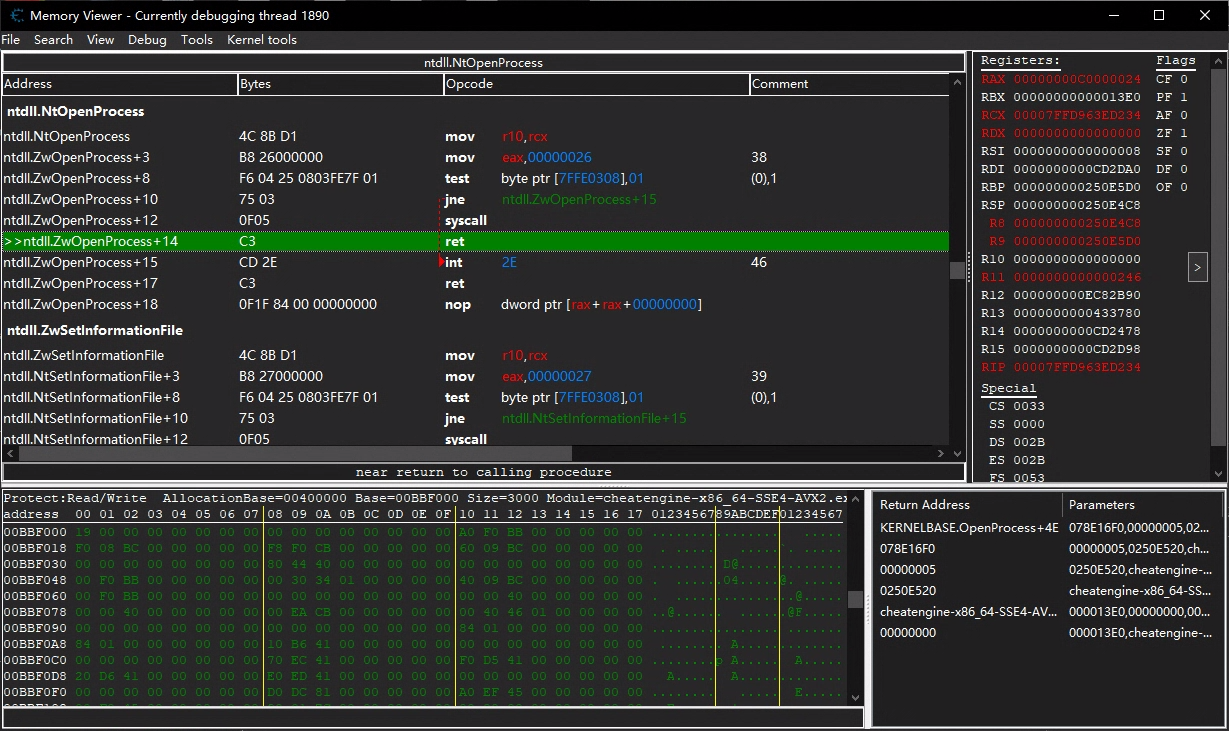 Memory Viewer - Currently debugging thread 1890
File Search View Debug Tools Kernel tools
ntdll.NtOpenProcess
Address Bytes Opcode Comment
ntdll.NtOpenProcess
ntdll.NtOpenProcess 4C 8B D1 mov r10,rcx
ntdll.ZwOpenProcess+3 B8 26000000 mov eax,00000026 38
ntdll.ZwOpenProcess+8 F6 04 25 0803FE7F 01 test byte ptr [7FFE0308],01 (0),1
ntdll.ZwOpenProcess+10 75 03 jne ntdll.ZwOpenProcess+15
ntdll.ZwOpenProcess+12 0F05 syscall
>>ntdll.ZwOpenProcess+14 C3 ret
ntdll.ZwOpenProcess+15 CD 2E int 2E 46
ntdll.ZwOpenProcess+17 C3 ret
ntdll.ZwOpenProcess+18 0F1F 84 00 00000000 nop dword ptr [rax+rax+00000000]
ntdll.ZwSetInformationFile
ntdll.ZwSetInformationFile 4C 8B D1 mov r10,rcx
ntdll.NtSetInformationFile+3 B8 27000000 mov eax,00000027 39
ntdll.NtSetInformationFile+8 F6 04 25 0803FE7F 01 test byte ptr [7FFE0308],01 (0),1
ntdll.NtSetInformationFile+10 75 03 jne ntdll.NtSetInformationFile+15
ntdll.NtSetInformationFile+12 0F05 syscall
near return to calling procedure
Registers: Flags
RAX 00000000C0000024 CF 0
RBX 00000000000013E0 PF 1
RCX 00007FFD963ED234 AF 0
RDX 0000000000000000 ZF 1
RSI 0000000000000008 SF 0
RDI 0000000000CD2DA0 DF 0
RBP 000000000250E5D0 OF 0
RSP 000000000250E4C8
R8 000000000250E4C8
R9 000000000250E5D0
R10 0000000000000000
R11 0000000000000246
R12 000000000EC82B90
R13 0000000000433780
R14 0000000000CD2478
R15 0000000000CD2D98
RIP 00007FFD963ED234
Special
CS 0033
SS 0000
DS 002B
ES 002B
FS 0053
>
Protect:Read/Write AllocationBase=00400000 Base=00BBF000 Size=3000 Module=cheatengine-x86_64-SSE4-AVX2.ex
address 00 01 02 03 04 05 06 07 08 09 0A 0B 0C 0D 0E 0F 10 11 12 13 14 15 16 17 0123456789ABCDEF01234567
00BBF000 19 00 00 00 00 00 00 00 00 00 00 00 00 00 00 00 A0 F0 BB 00 00 00 00 00 ........ ........ ........
00BBF018 F0 08 BC 00 00 00 00 00 F8 F0 CB 00 00 00 00 00 60 09 BC 00 00 00 00 00
00BBF030 00 00 00 00 00 00 00 00 80 44 40 00 00 00 00 00 00 00 00 00 00 00 00 00
00BBF048 00 F0 BB 00 00 00 00 00 00 30 34 01 00 00 00 00 40 09 BC 00 00 00 00 00
00BBF060 00 F0 BB 00 00 00 00 00 00 00 00 00 00 00 00 00 00 00 40 00 00 00 00 00
00BBF078 00 00 40 00 00 00 00 00 00 EA CB 00 00 00 00 00 00 40 46 01 00 00 00 00
00BBF090 00 00 00 00 00 00 00 00 00 00 00 00 00 00 00 00 84 01 00 00 00 00 00 00
00BBF0A8 84 01 00 00 00 00 00 00 10 B6 41 00 00 00 00 00 00 00 00 00 00 00 00 00
00BBF0C0 00 00 00 00 00 00 00 00 70 EC 41 00 00 00 00 00 F0 D5 41 00 00 00 00 00
00BBF0D8 20 D6 41 00 00 00 00 00 E0 ED 41 00 00 00 00 00 00 00 00 00 00 00 00 00
00BBF0F0 00 00 00 00 00 00 00 00 D0 DC 81 00 00 00 00 00 A0 EF 45 00 00 00 00 00
Return Address Parameters
KERNELBASE.OpenProcess+4E 078E16F0,00000005,02...
078E16F0 00000005,0250E520,ch...
00000005 0250E520,cheatengine-...
0250E520 cheatengine-x86_64-SS...
cheatengine-x86_64-SSE4-AV... 000013E0,00000000,00...
00000000 000013E0,cheatengine-...